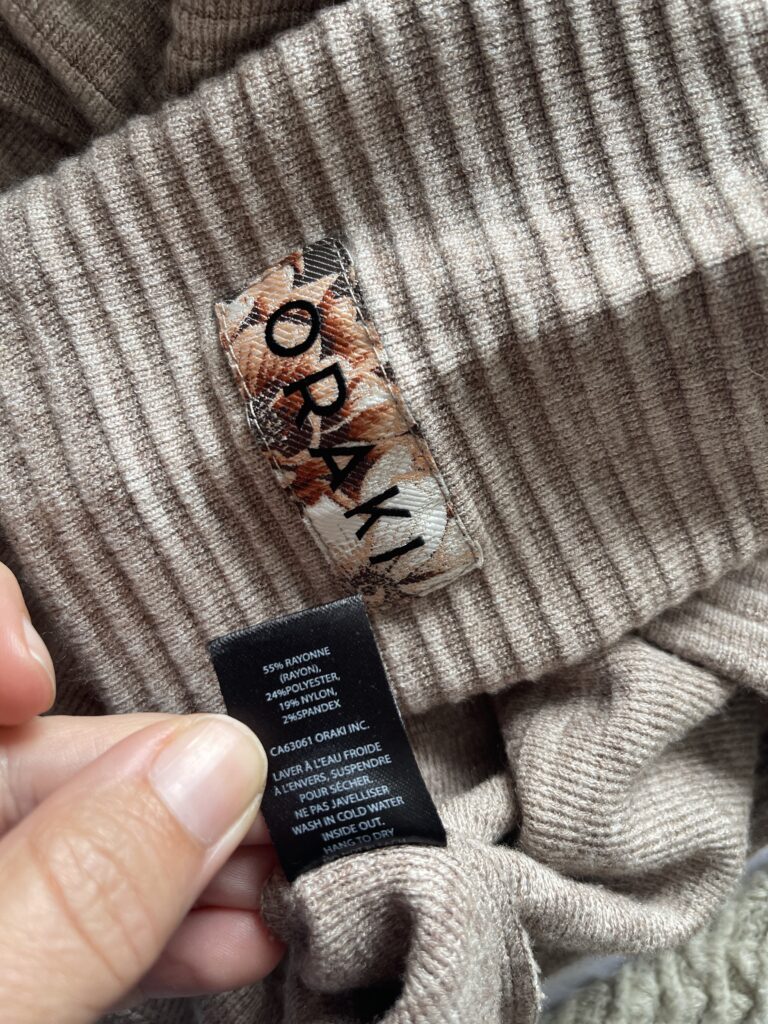 ORAKI
55% RAYONNE
(RAYON),
24%POLYESTER,
19% NYLON,
2%SPANDEX
CA63061 ORAKI INC.
LAVER À L'EAU FROIDE
À L'ENVERS, SUSPENDRE
POUR SÉCHER
NE PAS JAVELLISER
WASH IN COLD WATER
INSIDE OUT.
HANG TO DRY